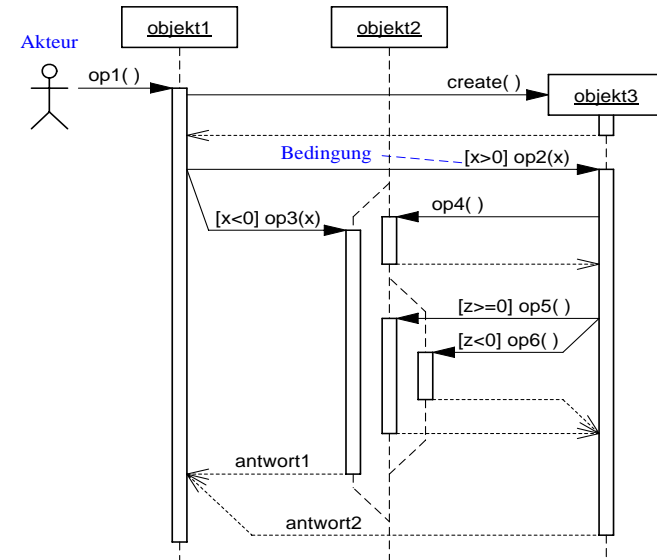 objekt1
objekt2
Akteur
op1( )
create( )
objekt3
Bedingung
[x>0] op2(x)
op4( )
[x<0] op3(x)
[z>=0] op5( )
[z<0] op6( )
antwort1
antwort2